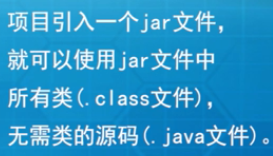 项目引入一个jar文件，
就可以使用jar文件中
所有类(.class文件)，
无需类的源码(.java文件)。